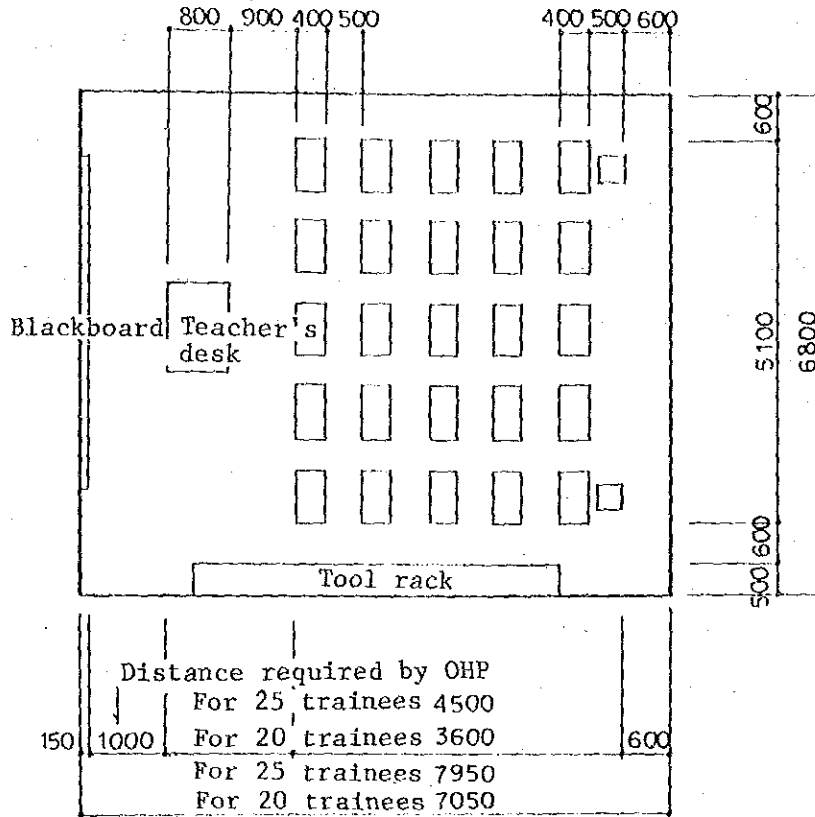 800 900 400 500 400 500 600
600
Blackboard Teacher's
desk
5100
6800
600
500
Tool rack
Distance required by OHP
For 25 trainees 4500
150 1000 For 20 trainees 3600 600
For 25 trainees 7950
For 20 trainees 7050